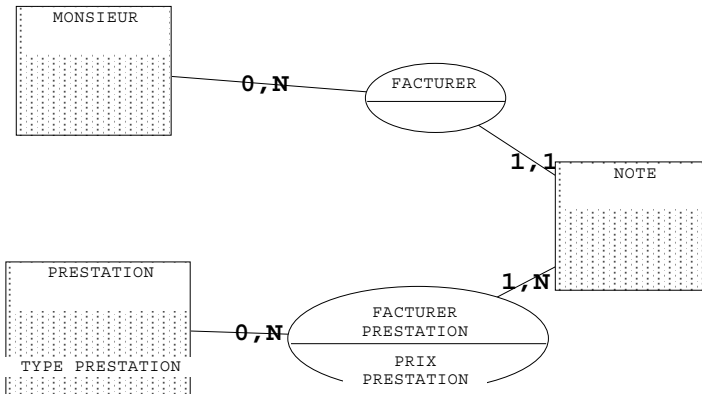 MONSIEUR
0,N
FACTURER
1,1
NOTE
PRESTATION
1,N
FACTURER
PRESTATION
0,N
TYPE PRESTATION
PRIX
PRESTATION